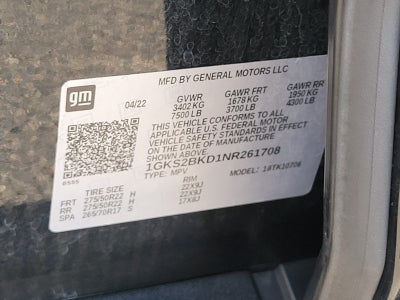 MFD BY GENERAL MOTORS LLC
gm
04/22 GVWR GAWR FRT GAWR RR
3402 KG 1678 KG 1950 KG
7500 LB 3700 LB 4300 LB
THIS VEHICLE CONFORMS TO ALL
APPLICABLE U.S. FEDERAL MOTOR
VEHICLE SAFETY STANDARDS IN EFFECT
ON THE DATE OF MANUFACTURE
SHOWN ABOVE.
1GKS2BKD1NR261708
TYPE: MPV MODEL: 1BTK10706
TIRE SIZE RIM
FRT 275/50R22 H 22X9J
RR 275/50R22 H 22X9J
SPA 265/70R17 S 17X8J